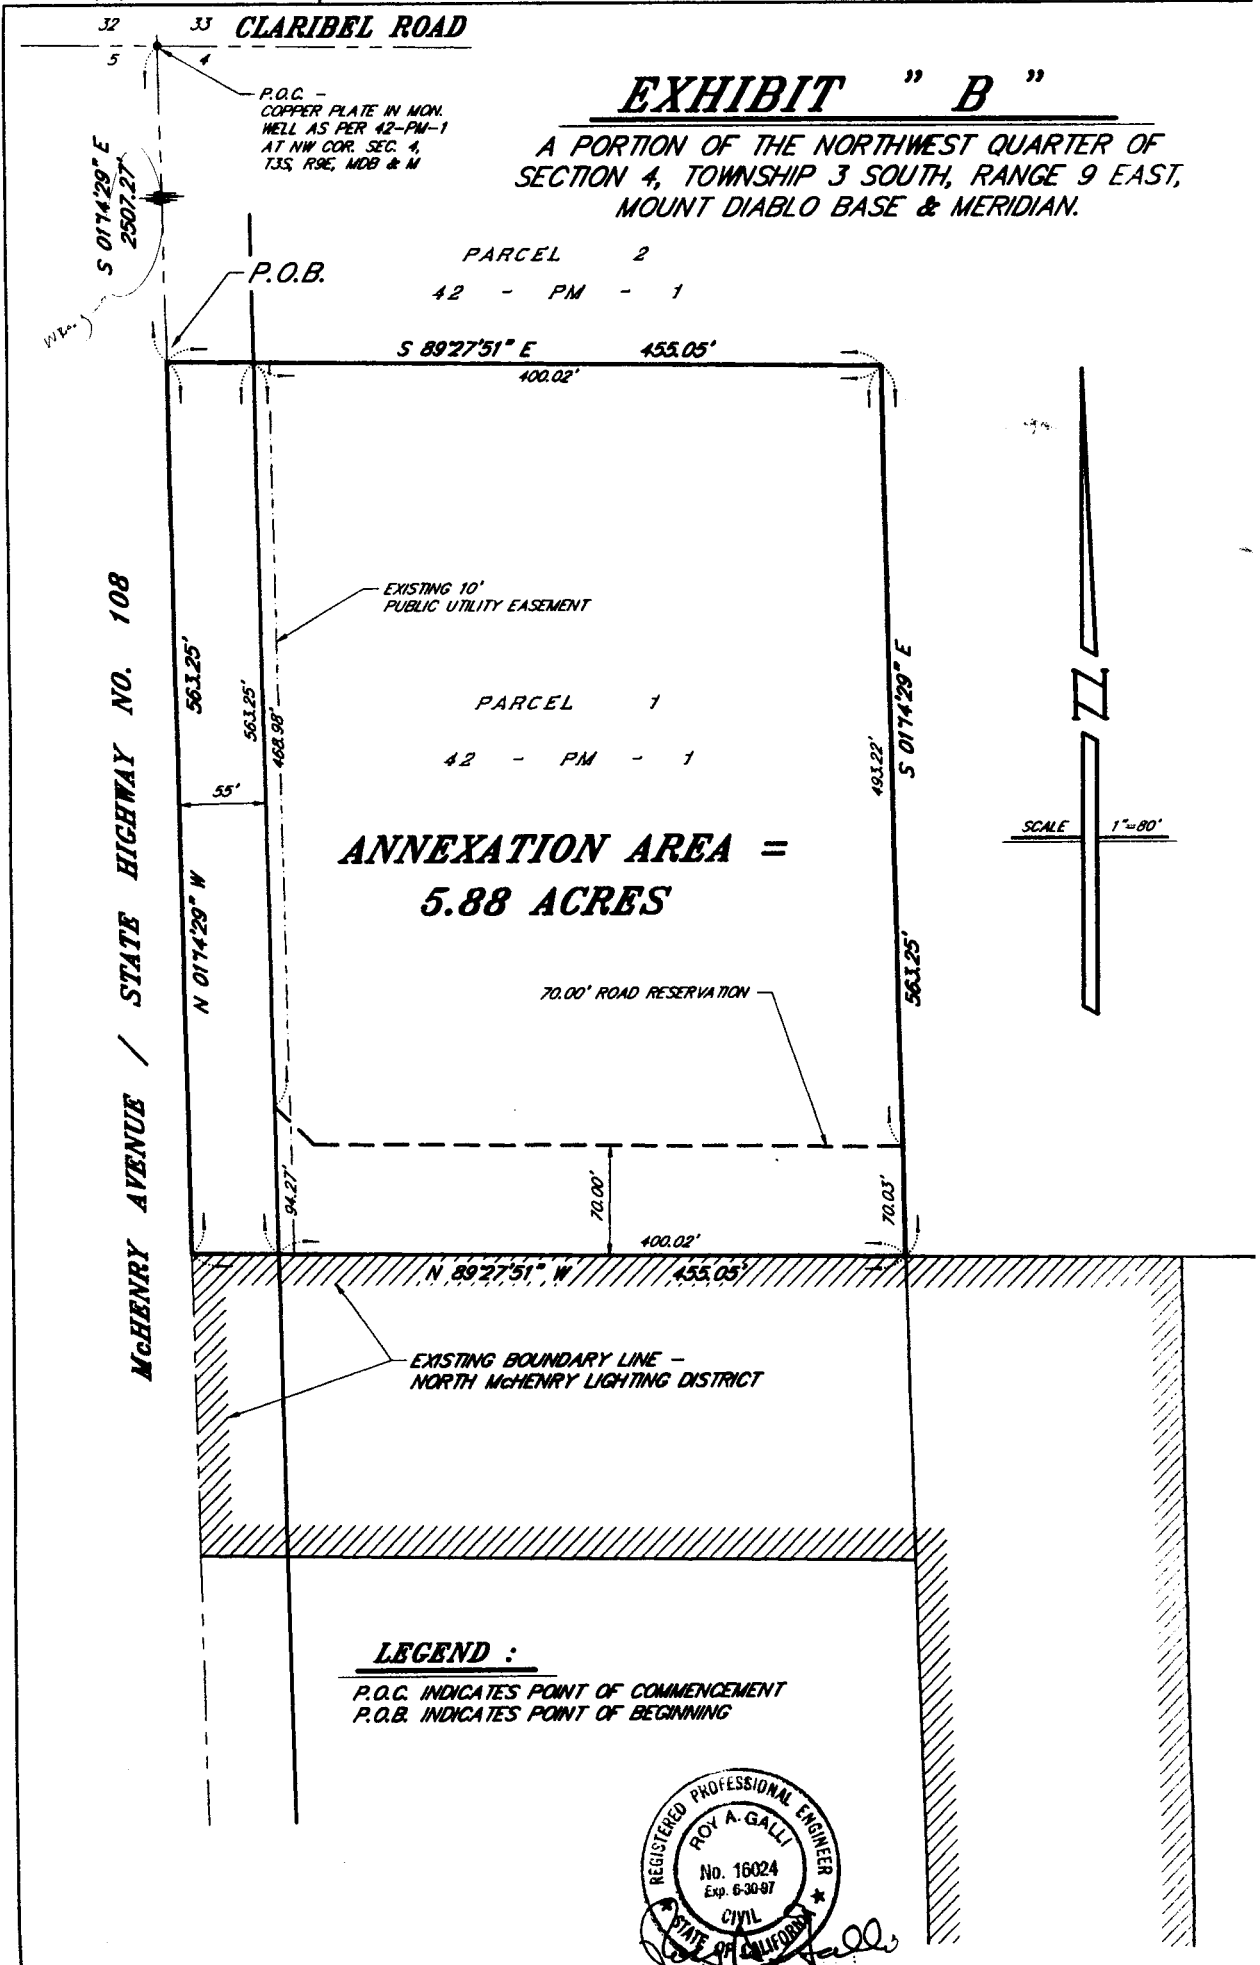 32 33 CLARIBEL ROAD
5 4
P.O.C. -
COPPER PLATE IN MON.
WELL AS PER 42-PM-1
AT NW COR. SEC. 4,
T3S, R9E, MDB & M
EXHIBIT " B "
A PORTION OF THE NORTHWEST QUARTER OF
SECTION 4, TOWNSHIP 3 SOUTH, RANGE 9 EAST,
MOUNT DIABLO BASE & MERIDIAN.
S 01°14'29" E
2507.27'
P.O.B.
PARCEL 2
42 - PM - 1
S 89°27'51" E 455.05'
400.02'
EXISTING 10'
PUBLIC UTILITY EASEMENT
McHENRY AVENUE / STATE HIGHWAY NO. 108
563.25'
N 01°14'29" W
563.25'
468.98'
55'
PARCEL 1
42 - PM - 1
ANNEXATION AREA =
5.88 ACRES
493.22'
S 01°14'29" E
563.25'
SCALE 1"=80'
N
70.00' ROAD RESERVATION
94.27'
70.00'
70.03'
400.02'
N 89°27'51" W 455.05'
EXISTING BOUNDARY LINE -
NORTH McHENRY LIGHTING DISTRICT
LEGEND :
P.O.C. INDICATES POINT OF COMMENCEMENT
P.O.B. INDICATES POINT OF BEGINNING
REGISTERED PROFESSIONAL ENGINEER
ROY A. GALLI
No. 16024
Exp. 6-30-97
CIVIL
STATE OF CALIFORNIA